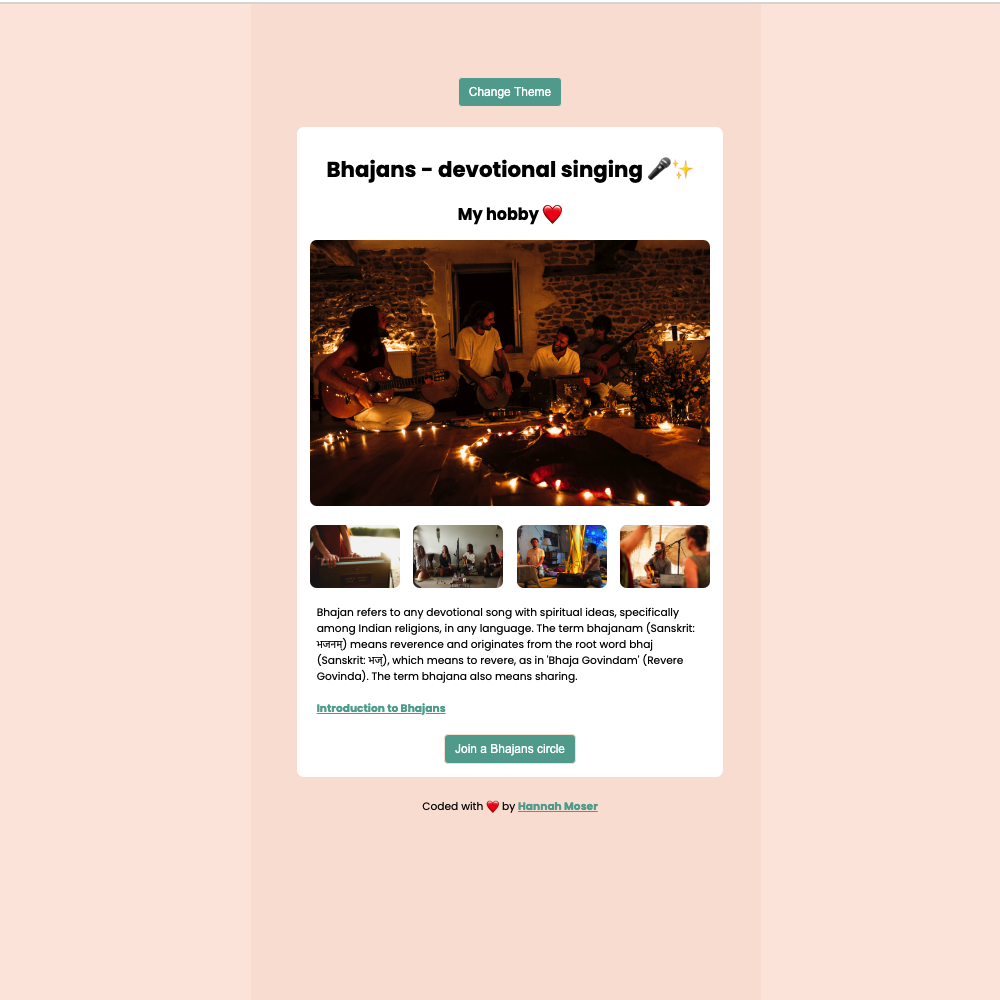 Change Theme
Bhajans - devotional singing 🎤✨
My hobby ❤️
Bhajan refers to any devotional song with spiritual ideas, specifically
among Indian religions, in any language. The term bhajanam (Sanskrit:
भजनम्) means reverence and originates from the root word bhaj
(Sanskrit: भज्), which means to revere, as in 'Bhaja Govindam' (Revere
Govinda). The term bhajana also means sharing.
Introduction to Bhajans
Join a Bhajans circle
Coded with ❤️ by Hannah Moser